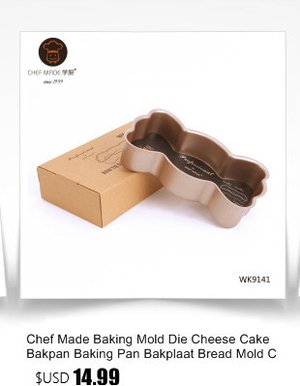 CHEF MADE 学厨®
since 1999
Professional
WK9141
Chef Made Baking Mold Die Cheese Cake
Bakpan Baking Pan Bakplaat Bread Mold C
$USD 14.99